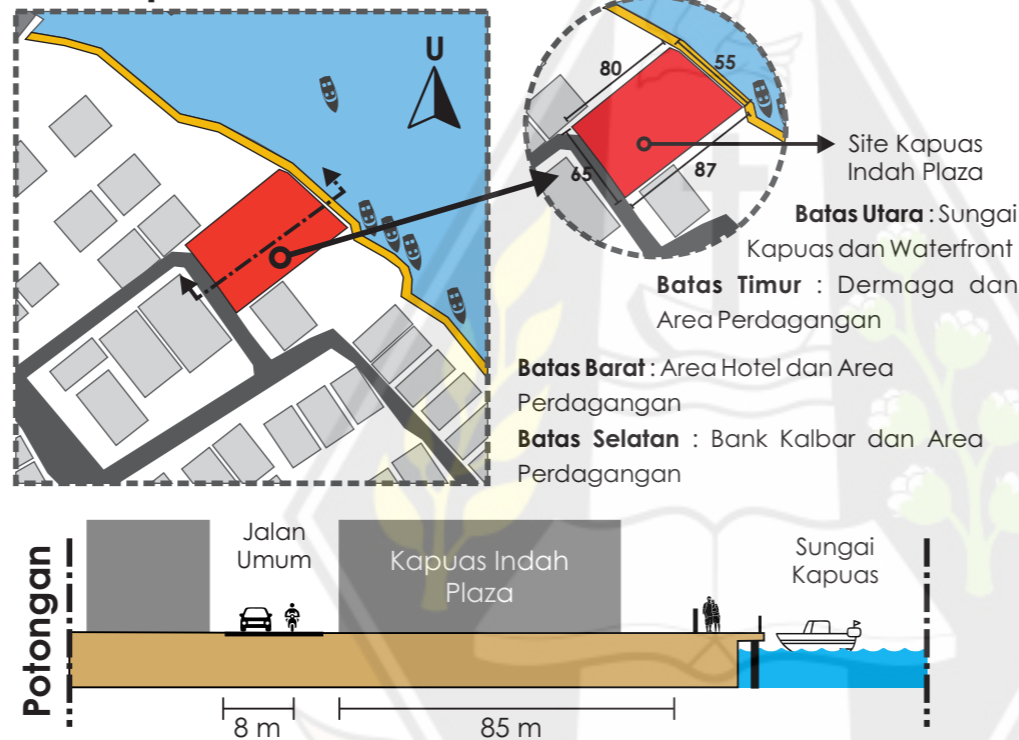 U
80
55
65
87
Site Kapuas
Indah Plaza
Batas Utara : Sungai
Kapuas dan Waterfront
Batas Timur : Dermaga dan
Area Perdagangan
Batas Barat : Area Hotel dan Area
Perdagangan
Batas Selatan : Bank Kalbar dan Area
Perdagangan
Potongan
Jalan
Umum
Kapuas Indah
Plaza
Sungai
Kapuas
8 m
85 m